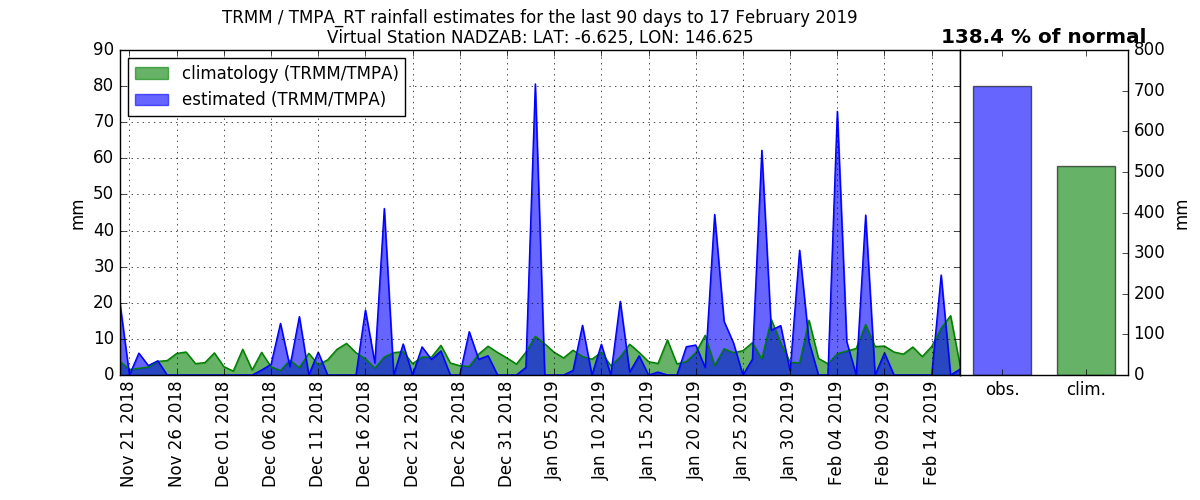 TRMM / TMPA_RT rainfall estimates for the last 90 days to 17 February 2019
Virtual Station NADZAB: LAT: -6.625, LON: 146.625
138.4 % of normal
climatology (TRMM/TMPA)
estimated (TRMM/TMPA)
90
80
70
60
50
40
30
20
10
0
mm
Nov 21 2018
Nov 26 2018
Dec 01 2018
Dec 06 2018
Dec 11 2018
Dec 16 2018
Dec 21 2018
Dec 26 2018
Dec 31 2018
Jan 05 2019
Jan 10 2019
Jan 15 2019
Jan 20 2019
Jan 25 2019
Jan 30 2019
Feb 04 2019
Feb 09 2019
Feb 14 2019
800
700
600
500
400
300
200
100
0
mm
obs.
clim.